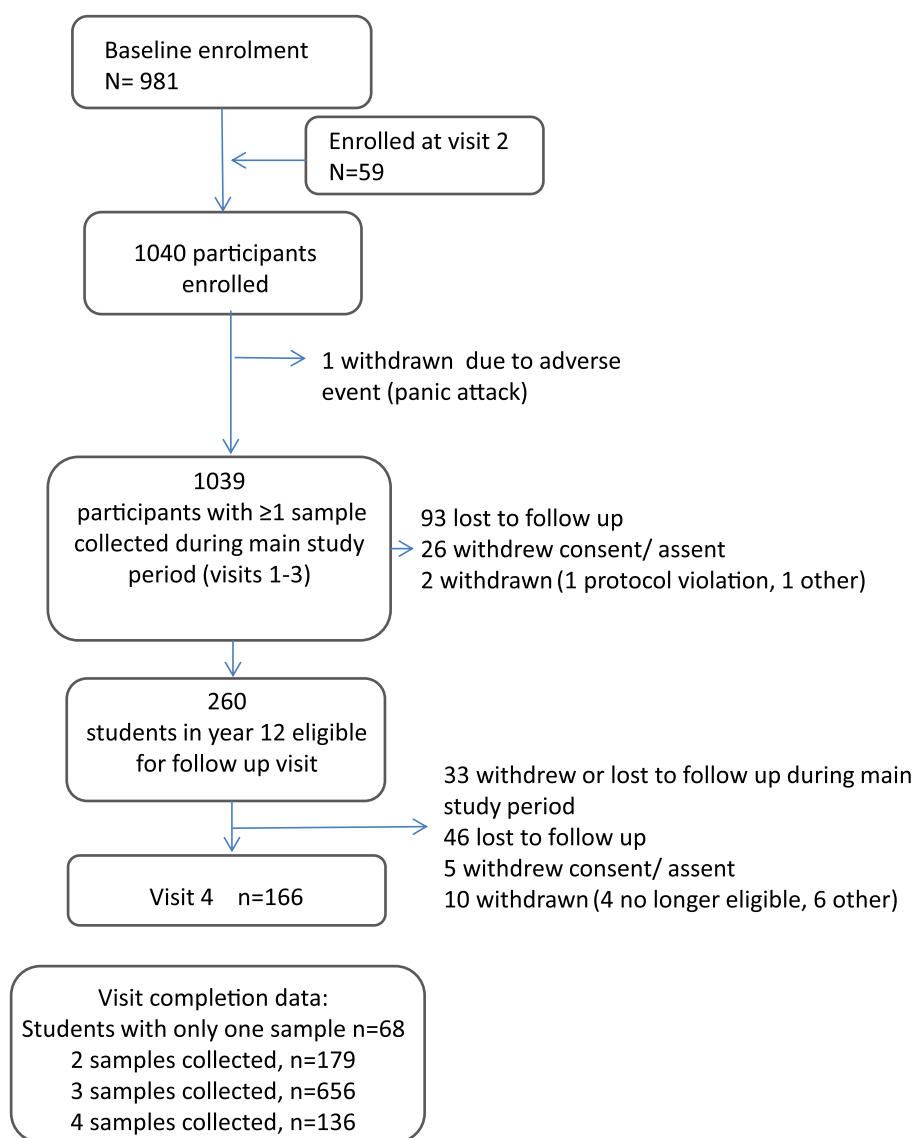 Baseline enrolment
N= 981
Enrolled at visit 2
N=59
1040 participants
enrolled
1 withdrawn  due to adverse
event (panic attack)
1039
participants with ≥1 sample
collected during main study
period (visits 1-3)
93 lost to follow up
26 withdrew consent/ assent
2 withdrawn (1 protocol violation, 1 other)
260
students in year 12 eligible
for follow up visit
33 withdrew or lost to follow up during main
study period
46 lost to follow up
5 withdrew consent/ assent
10 withdrawn (4 no longer eligible, 6 other)
Visit 4    n=166
Visit completion data:
Students with only one sample n=68
2 samples collected, n=179
3 samples collected, n=656
4 samples collected, n=136